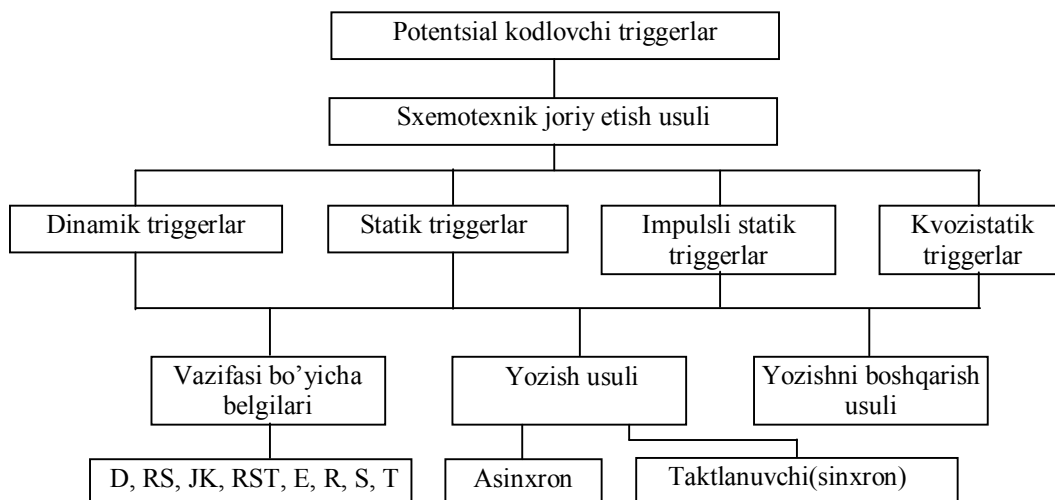 Potentsial kodlovchi triggerlar
Sxemotexnik joriy etish usuli
Dinamik triggerlar
Statik triggerlar
Impulsli statik
triggerlar
Kvozistatik
triggerlar
Vazifasi bo’yicha
belgilari
Yozish usuli
Yozishni boshqarish
usuli
D, RS, JK, RST, E, R, S, T
Asinxron
Taktlanuvchi(sinxron)